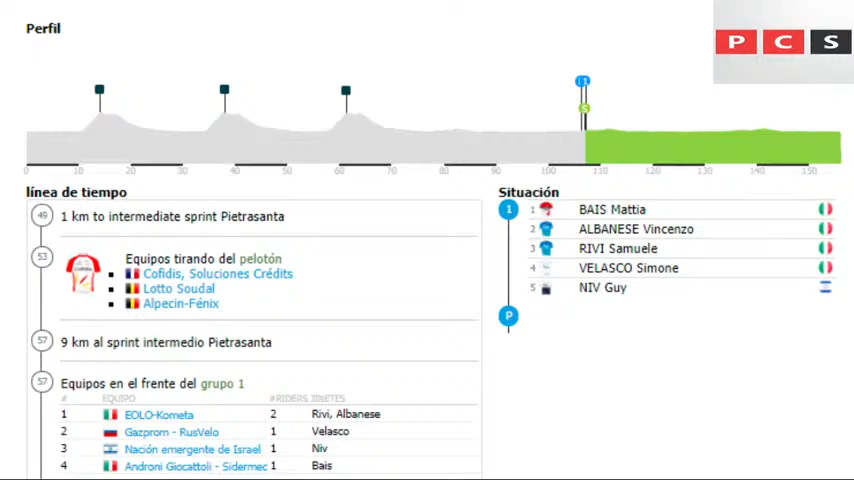 Perfil
P C S
1
S
0 10 20 30 40 50 60 70 80 90 100 110 120 130 140 150
línea de tiempo
49 1 km to intermediate sprint Pietrasanta
53 Equipos tirando del pelotón
Cofidis, Soluciones Crédits
Lotto Soudal
Alpecin-Fénix
57 9 km al sprint intermedio Pietrasanta
57 Equipos en el frente del grupo 1
# EQUIPO #RIDERS JINETES
1 EOLO-Kometa 2 Rivi, Albanese
2 Gazprom - RusVelo 1 Velasco
3 Nación emergente de Israel 1 Niv
4 Androni Giocattoli - Sidermec 1 Bais
Situación
1
1 BAIS Mattia
2 ALBANESE Vincenzo
3 RIVI Samuele
4 VELASCO Simone
5 NIV Guy
P